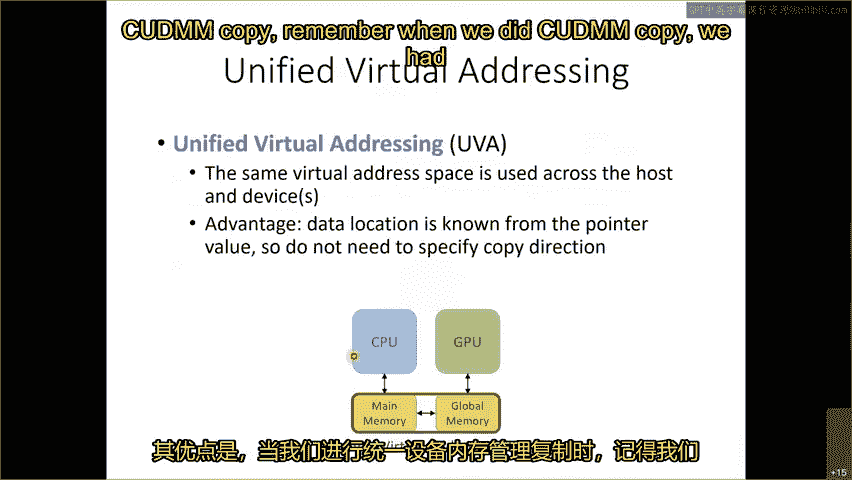 CUDMM copy, remember when we did CUDMM copy, we
had
Unified Virtual Addressing
• Unified Virtual Addressing (UVA)
• The same virtual address space is used across the host
and device(s)
• Advantage: data location is known from the pointer
value, so do not need to specify copy direction
CPU
GPU
Main
Memory
Global
Memory
其优点是，当我们进行统一设备内存管理复制时，记得我们
+15